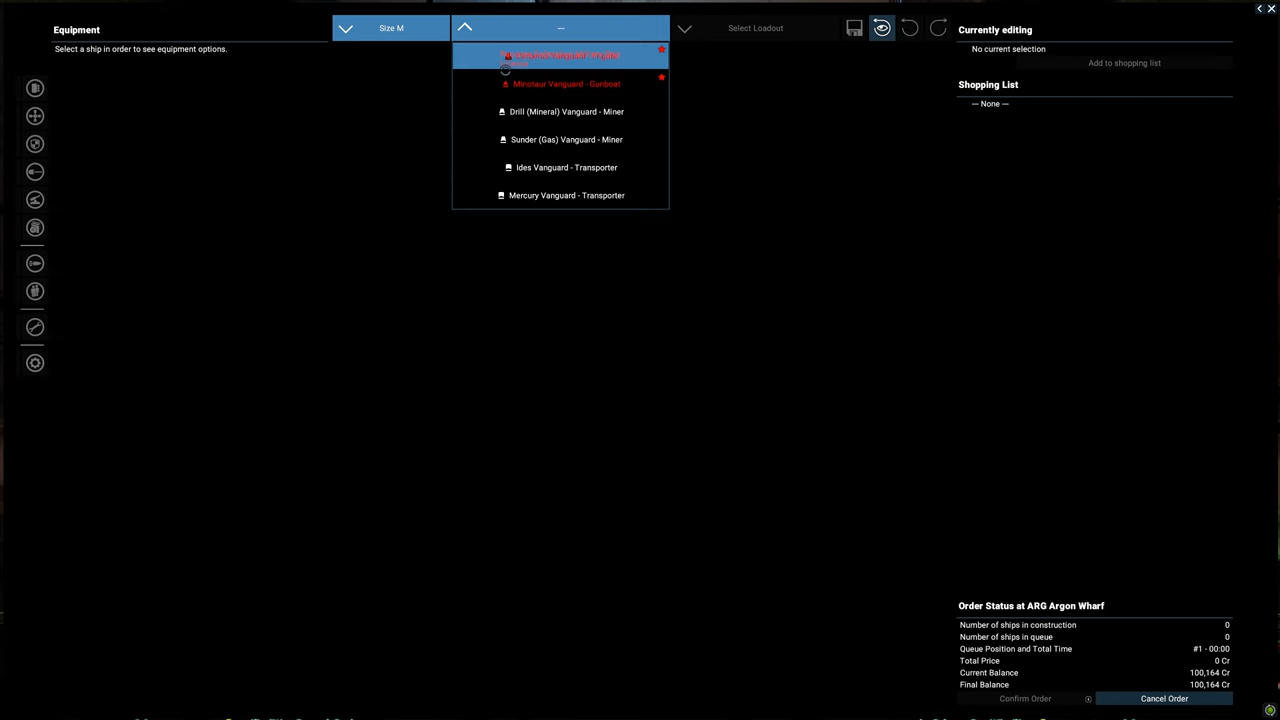 Equipment
Select a ship in order to see equipment options.
Size M
---
Select Loadout
Minotaur Vanguard - Gunboat
Drill (Mineral) Vanguard - Miner
Sunder (Gas) Vanguard - Miner
Ides Vanguard - Transporter
Mercury Vanguard - Transporter
Currently editing
No current selection
Add to shopping list
Shopping List
--- None ---
Order Status at ARG Argon Wharf
Number of ships in construction 0
Number of ships in queue 0
Queue Position and Total Time #1 - 00:00
Total Price 0 Cr
Current Balance 100,164 Cr
Final Balance 100,164 Cr
Confirm Order
Cancel Order